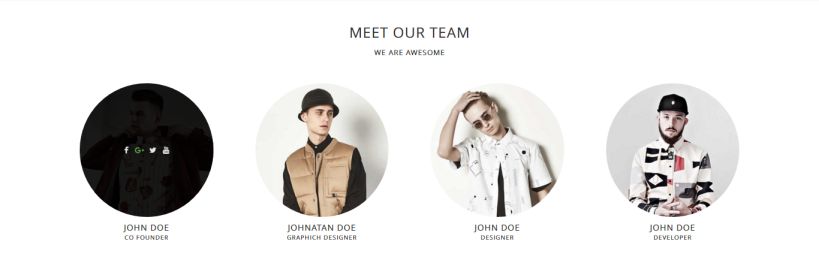 MEET OUR TEAM
WE ARE AWESOME
JOHN DOE
CO FOUNDER
JOHNATAN DOE
GRAPHICH DESIGNER
JOHN DOE
DESIGNER
JOHN DOE
DEVELOPER